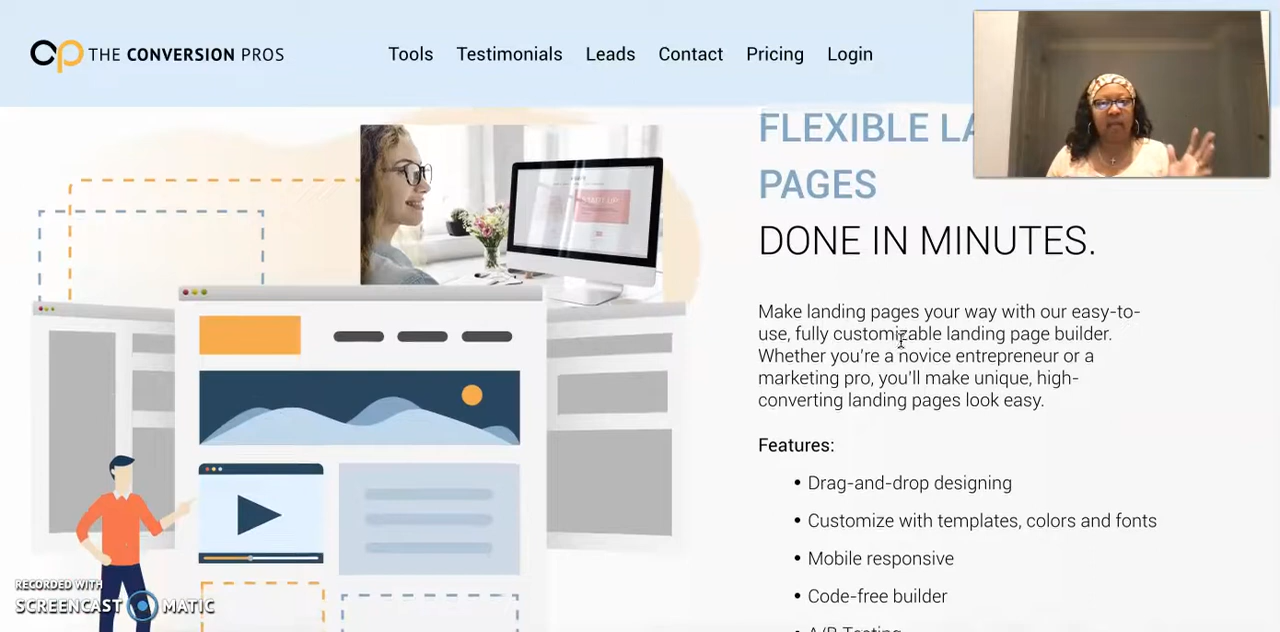 CP THE CONVERSION PROS
Tools Testimonials Leads Contact Pricing Login
FLEXIBLE LA
PAGES
DONE IN MINUTES.
Make landing pages your way with our easy-to-
use, fully customizable landing page builder.
Whether you're a novice entrepreneur or a
marketing pro, you'll make unique, high-
converting landing pages look easy.
Features:
• Drag-and-drop designing
• Customize with templates, colors and fonts
• Mobile responsive
• Code-free builder
• A/B Testing
RECORDED WITH
SCREENCAST MATIC